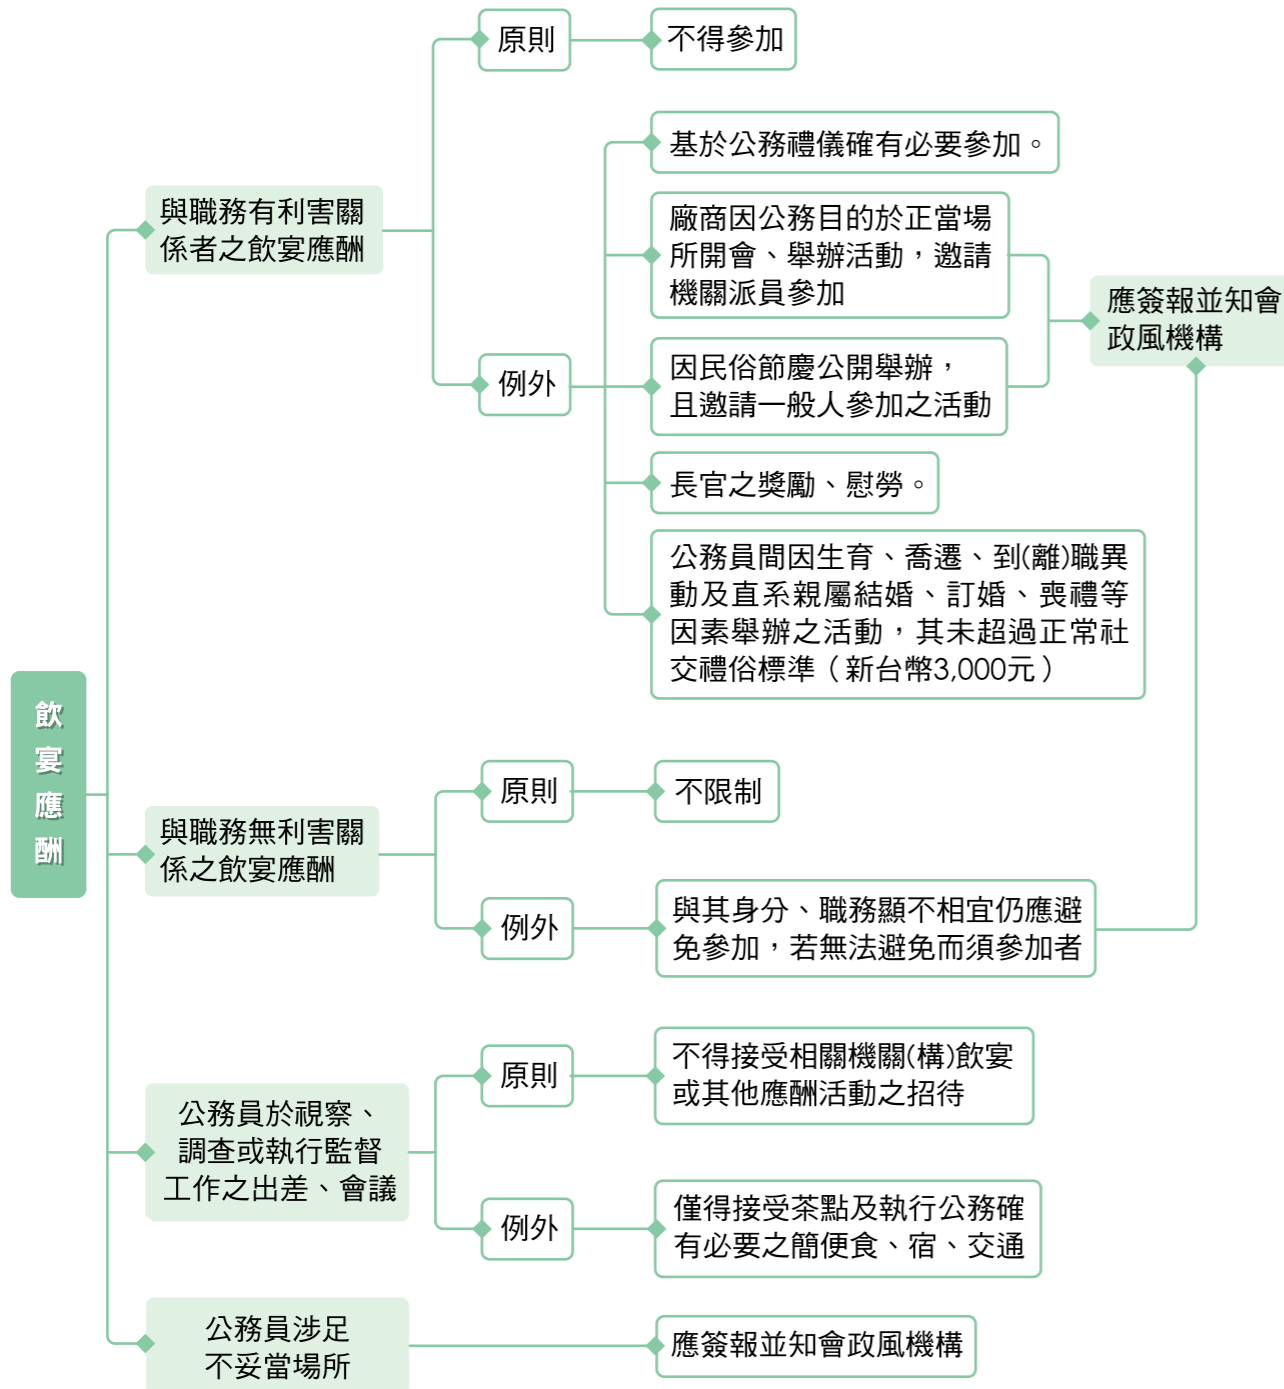 飲宴應酬
與職務有利害關
係者之飲宴應酬
原則
不得參加
例外
基於公務禮儀確有必要參加。
廠商因公務目的於正當場
所開會、舉辦活動，邀請
機關派員參加
因民俗節慶公開舉辦，
且邀請一般人參加之活動
應簽報並知會
政風機構
長官之獎勵、慰勞。
公務員間因生育、喬遷、到(離)職異
動及直系親屬結婚、訂婚、喪禮等
因素舉辦之活動，其未超過正常社
交禮俗標準（新台幣3,000元）
與職務無利害關
係之飲宴應酬
原則
不限制
例外
與其身分、職務顯不相宜仍應避
免參加，若無法避免而須參加者
公務員於視察、
調查或執行監督
工作之出差、會議
原則
不得接受相關機關(構)飲宴
或其他應酬活動之招待
例外
僅得接受茶點及執行公務確
有必要之簡便食、宿、交通
公務員涉足
不妥當場所
應簽報並知會政風機構